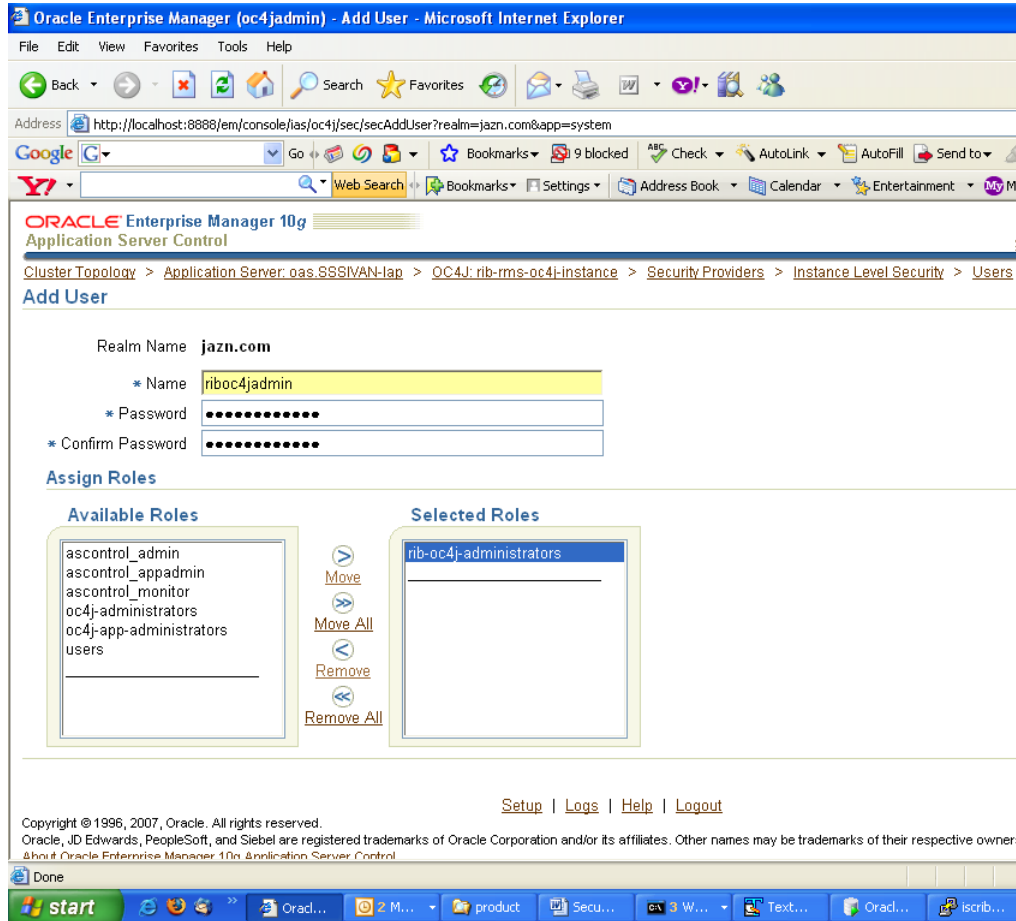 Oracle Enterprise Manager (oc4jadmin) - Add User - Microsoft Internet Explorer
File Edit View Favorites Tools Help
Back Search Favorites
Address http://localhost:8888/em/console/ias/oc4j/sec/secAddUser?realm=jazn.com&app=system
Google G Go Bookmarks 9 blocked ABC Check AutoLink AutoFill Send to
Y7 Web Search Bookmarks Settings Address Book Calendar Entertainment My M
ORACLE Enterprise Manager 10g
Application Server Control
Cluster Topology > Application Server: oas.SSSIVAN-lap > OC4J: rib-rms-oc4j-instance > Security Providers > Instance Level Security > Users
Add User
Realm Name jazn.com
* Name riboc4jadmin
* Password ●●●●●●●●●●●●
* Confirm Password ●●●●●●●●●●●●
Assign Roles
Available Roles Selected Roles
ascontrol_admin
ascontrol_appadmin
ascontrol_monitor
oc4j-administrators
oc4j-app-administrators
users
Move
Move All
Remove
Remove All
rib-oc4j-administrators
Setup | Logs | Help | Logout
Copyright © 1996, 2007, Oracle. All rights reserved.
Oracle, JD Edwards, PeopleSoft, and Siebel are registered trademarks of Oracle Corporation and/or its affiliates. Other names may be trademarks of their respective owners
About Oracle Enterprise Manager 10g Application Server Control
Done
start Oracl... 2 M... product Secu... 3 W... Text... Oracl... iscrib...